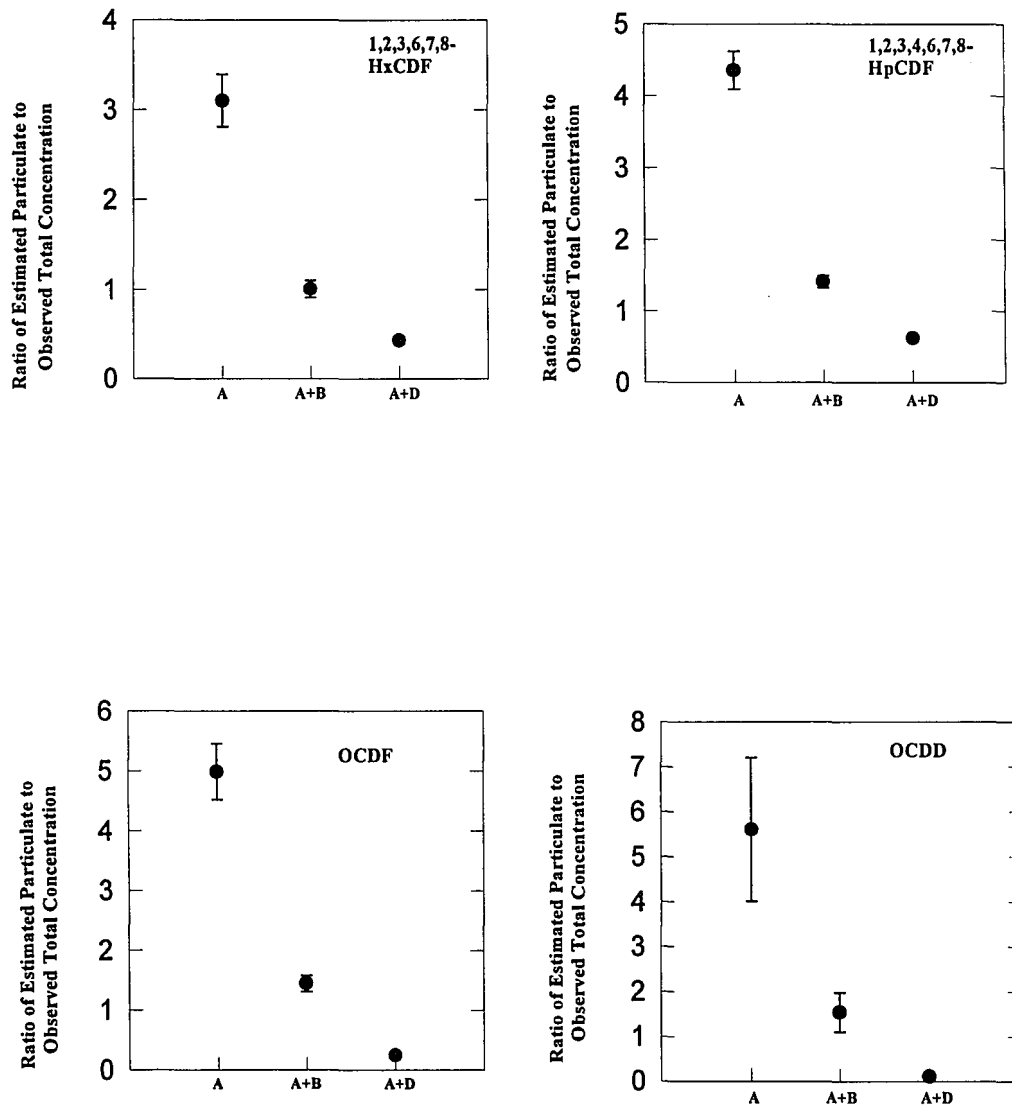 1,2,3,6,7,8-
HxCDF
Ratio of Estimated Particulate to
Observed Total Concentration
4
3
2
1
0
A
A+B
A+D
1,2,3,4,6,7,8-
HpCDF
Ratio of Estimated Particulate to
Observed Total Concentration
5
4
3
2
1
0
A
A+B
A+D
OCDF
Ratio of Estimated Particulate to
Observed Total Concentration
6
5
4
3
2
1
0
A
A+B
A+D
OCDD
Ratio of Estimated Particulate to
Observed Total Concentration
8
7
6
5
4
3
2
1
0
A
A+B
A+D